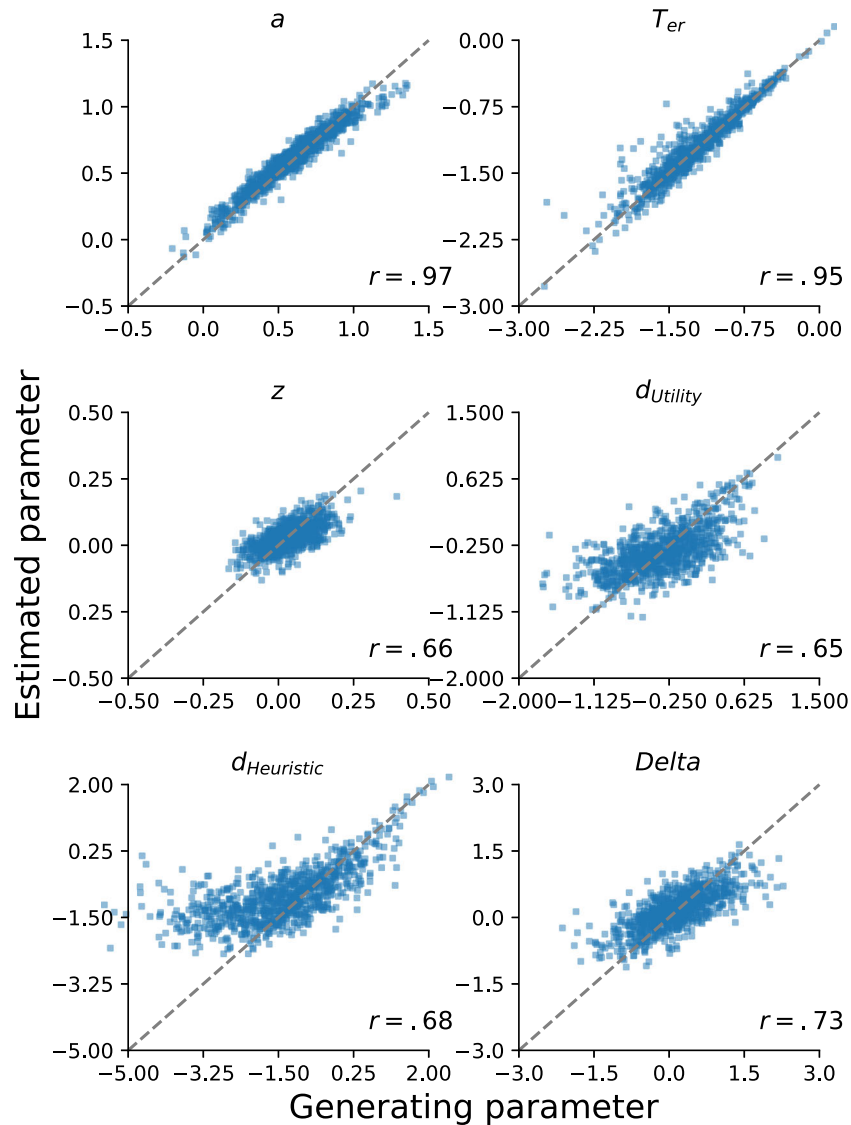 a
1.5
1.0
0.5
0.0
−0.5
−0.5 0.0 0.5 1.0 1.5
r = .97
T_er
0.00
−0.75
−1.50
−2.25
−3.00
−3.00 −2.25 −1.50 −0.75 0.00
r = .95
Estimated parameter
z
0.50
0.25
0.00
0.25
−0.50
−0.50 −0.25 0.00 0.25 0.50
r = .66
d_Utility
1.500
0.625
−0.250
−1.125
−2.000
−2.000 −1.125 −0.250 0.625 1.500
r = .65
d_Heuristic
2.00
0.25
−1.50
−3.25
−5.00
−5.00 −3.25 −1.50 0.25 2.00
r = .68
Delta
3.0
1.5
0.0
−1.5
−3.0
−3.0 −1.5 0.0 1.5 3.0
r = .73
Generating parameter